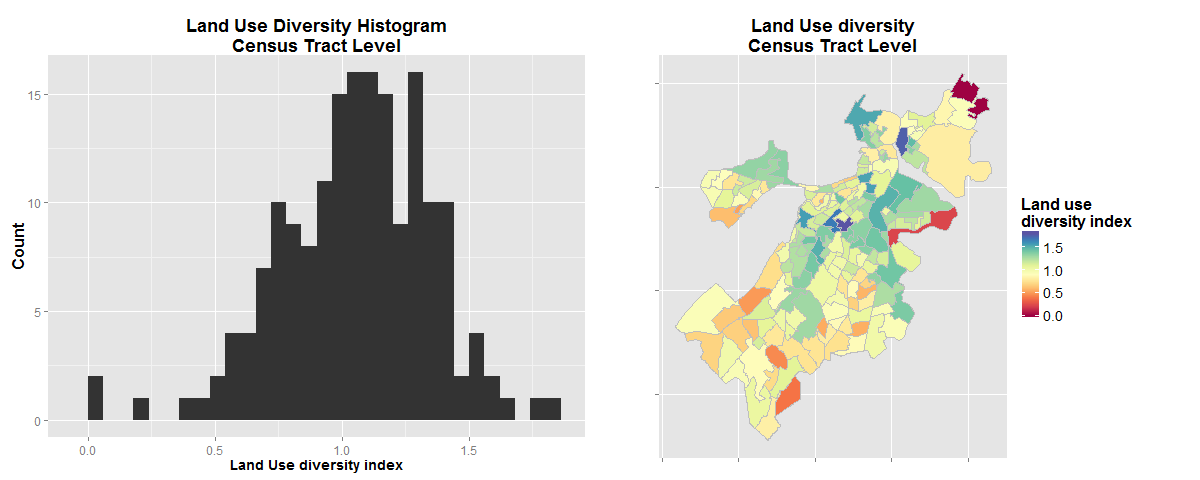 Land Use Diversity Histogram
Census Tract Level
15
10
5
0
Count
0.0 0.5 1.0 1.5
Land Use diversity index
Land Use diversity
Census Tract Level
Land use
diversity index
1.5
1.0
0.5
0.0